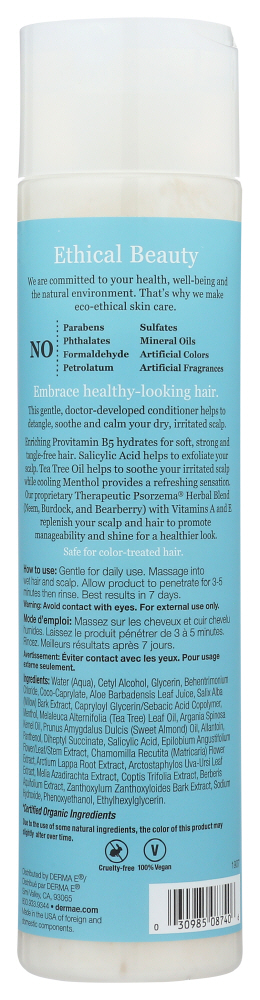 Ethical Beauty
We are committed to your health, well-being and
the natural environment. That's why we make
eco-ethical skin care.
NO
Parabens Sulfates
Phthalates Mineral Oils
Formaldehyde Artificial Colors
Petrolatum Artificial Fragrances
Embrace healthy-looking hair.
This gentle, doctor-developed conditioner helps to
detangle, soothe and calm your dry, irritated scalp.
Enriching Provitamin B5 hydrates for soft, strong and
tangle-free hair. Salicylic Acid helps to exfoliate your
scalp. Tea Tree Oil helps to soothe your irritated scalp
while cooling Menthol provides a refreshing sensation.
Our proprietary Therapeutic Psorzema® Herbal Blend
(Neem, Burdock, and Bearberry) with Vitamins A and E
replenish your scalp and hair to promote
manageability and shine for a healthier look.
Safe for color-treated hair.
How to use: Gentle for daily use. Massage into
wet hair and scalp. Allow product to penetrate for 3-5
minutes then rinse. Best results in 7 days.
Warning: Avoid contact with eyes. For external use only.
Mode d'emploi: Massez sur les cheveux et cuir chevelu
humides. Laissez le produit pénétrer de 3 à 5 minutes.
Rincez. Meilleurs résultats après 7 jours.
Avertissement: Éviter contact avec les yeux. Pour usage
externe seulement.
Ingredients: Water (Aqua), Cetyl Alcohol, Glycerin, Behentrimonium
Chloride, Coco-Caprylate, Aloe Barbadensis Leaf Juice, Salix Alba
(Willow) Bark Extract, Capryloyl Glycerin/Sebacic Acid Copolymer,
Menthol, Melaleuca Alternifolia (Tea Tree) Leaf Oil, Argania Spinosa
Kernel Oil, Prunus Amygdalus Dulcis (Sweet Almond) Oil, Allantoin,
Panthenol, Diheptyl Succinate, Salicylic Acid, Epilobium Angustifolium
Flower/Leaf/Stem Extract, Chamomilla Recutita (Matricaria) Flower
Extract, Arctium Lappa Root Extract, Arctostaphylos Uva-Ursi Leaf
Extract, Melia Azadirachta Extract, Coptis Trifolia Extract, Berberis
Aquifolium Extract, Zanthoxylum Zanthoxyloides Bark Extract, Sodium
Hydroxide, Phenoxyethanol, Ethylhexylglycerin.
*Certified Organic Ingredients
Due to the use of some natural ingredients, the color of this product may
slightly alter over time.
V
Cruelty-free 100% Vegan
Distributed by DERMA E®/
Distribué par DERMA E®
Simi Valley, CA, 93065
800.933.9344 • dermae.com
Made in the USA of foreign and
domestic components.
0 30985 08740